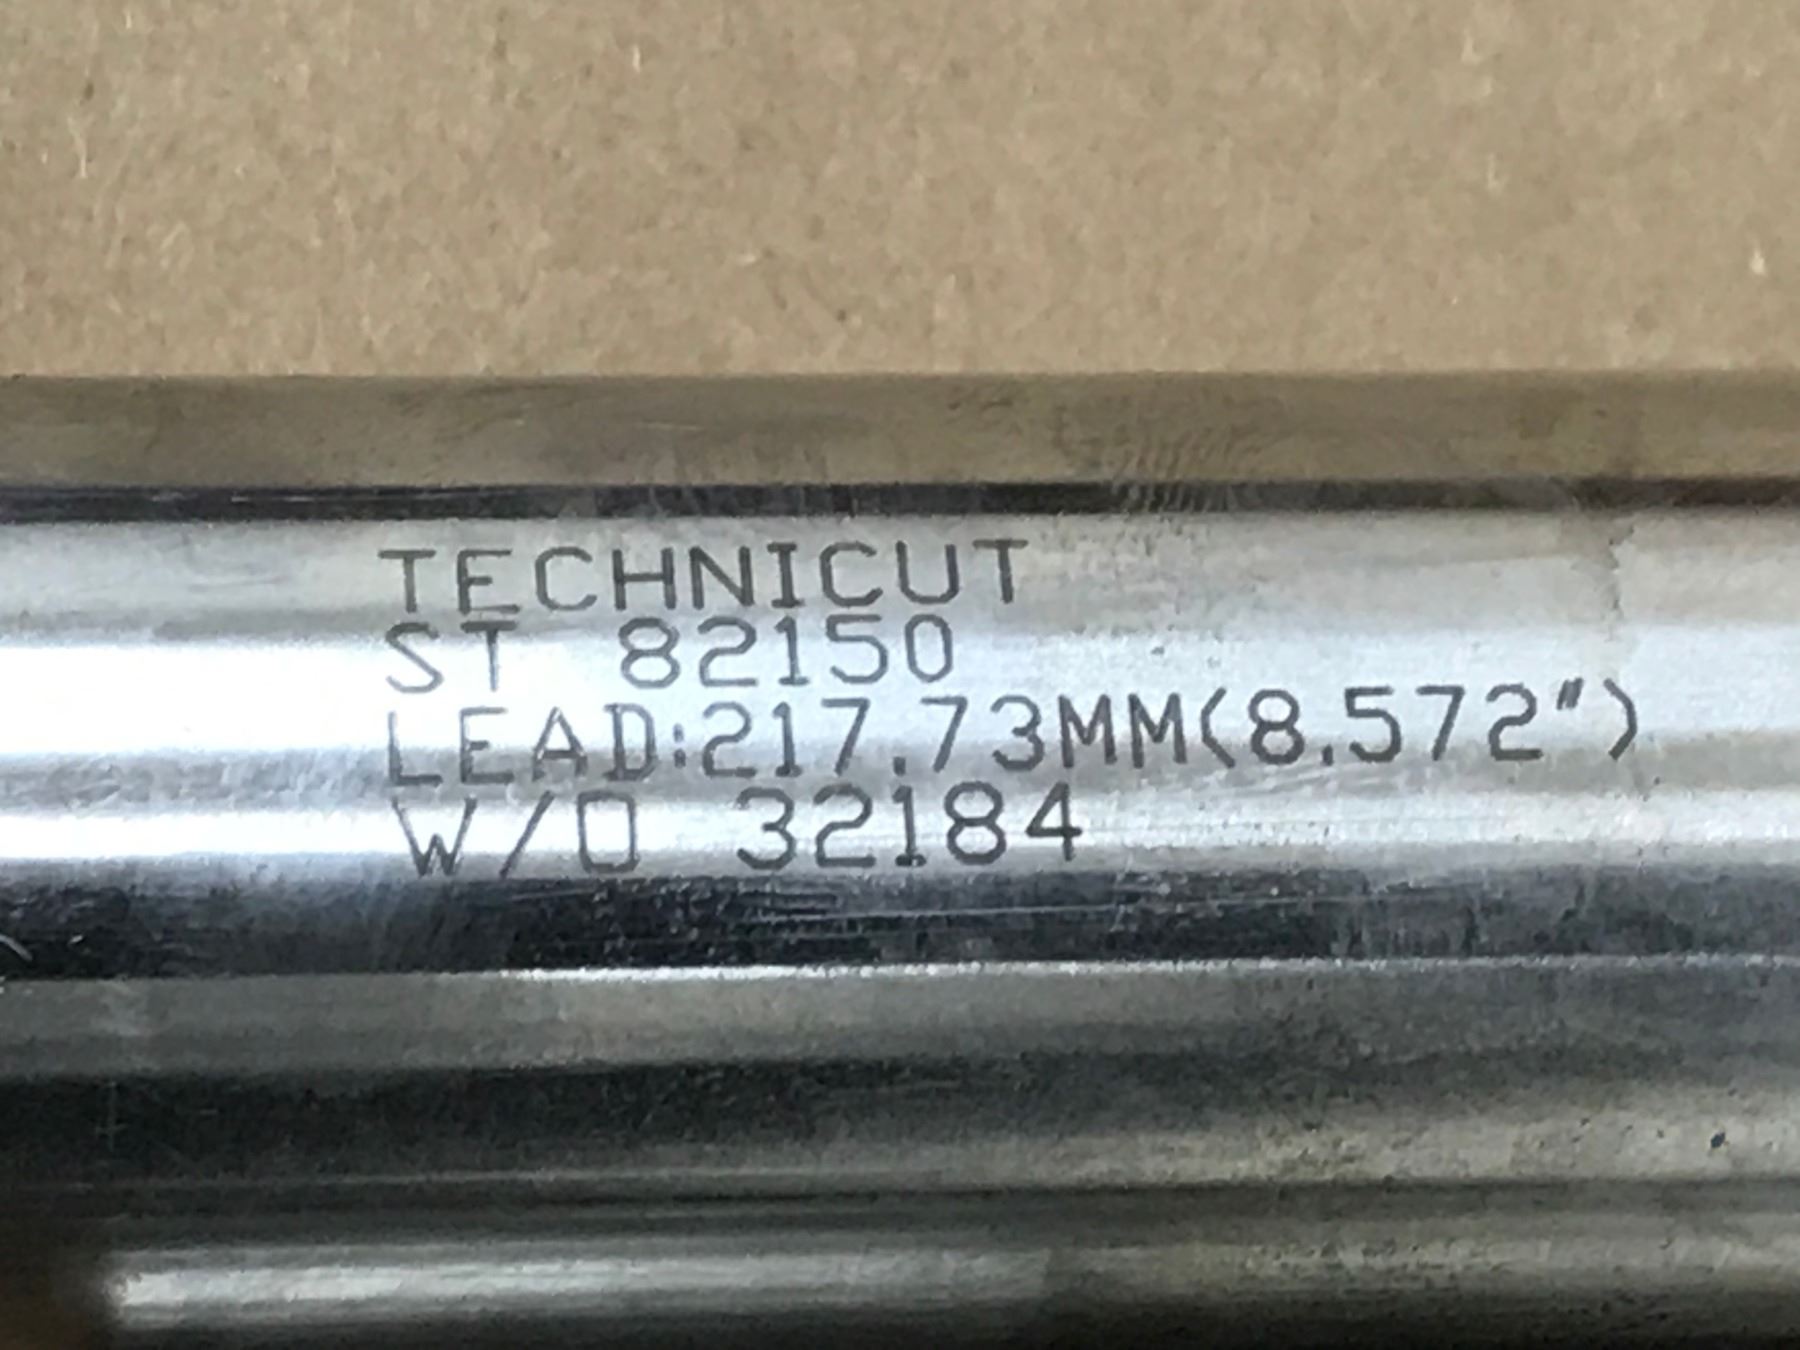 TECHNICUT
ST 82150
LEAD:217.73MM(8.572")
W/O 32184